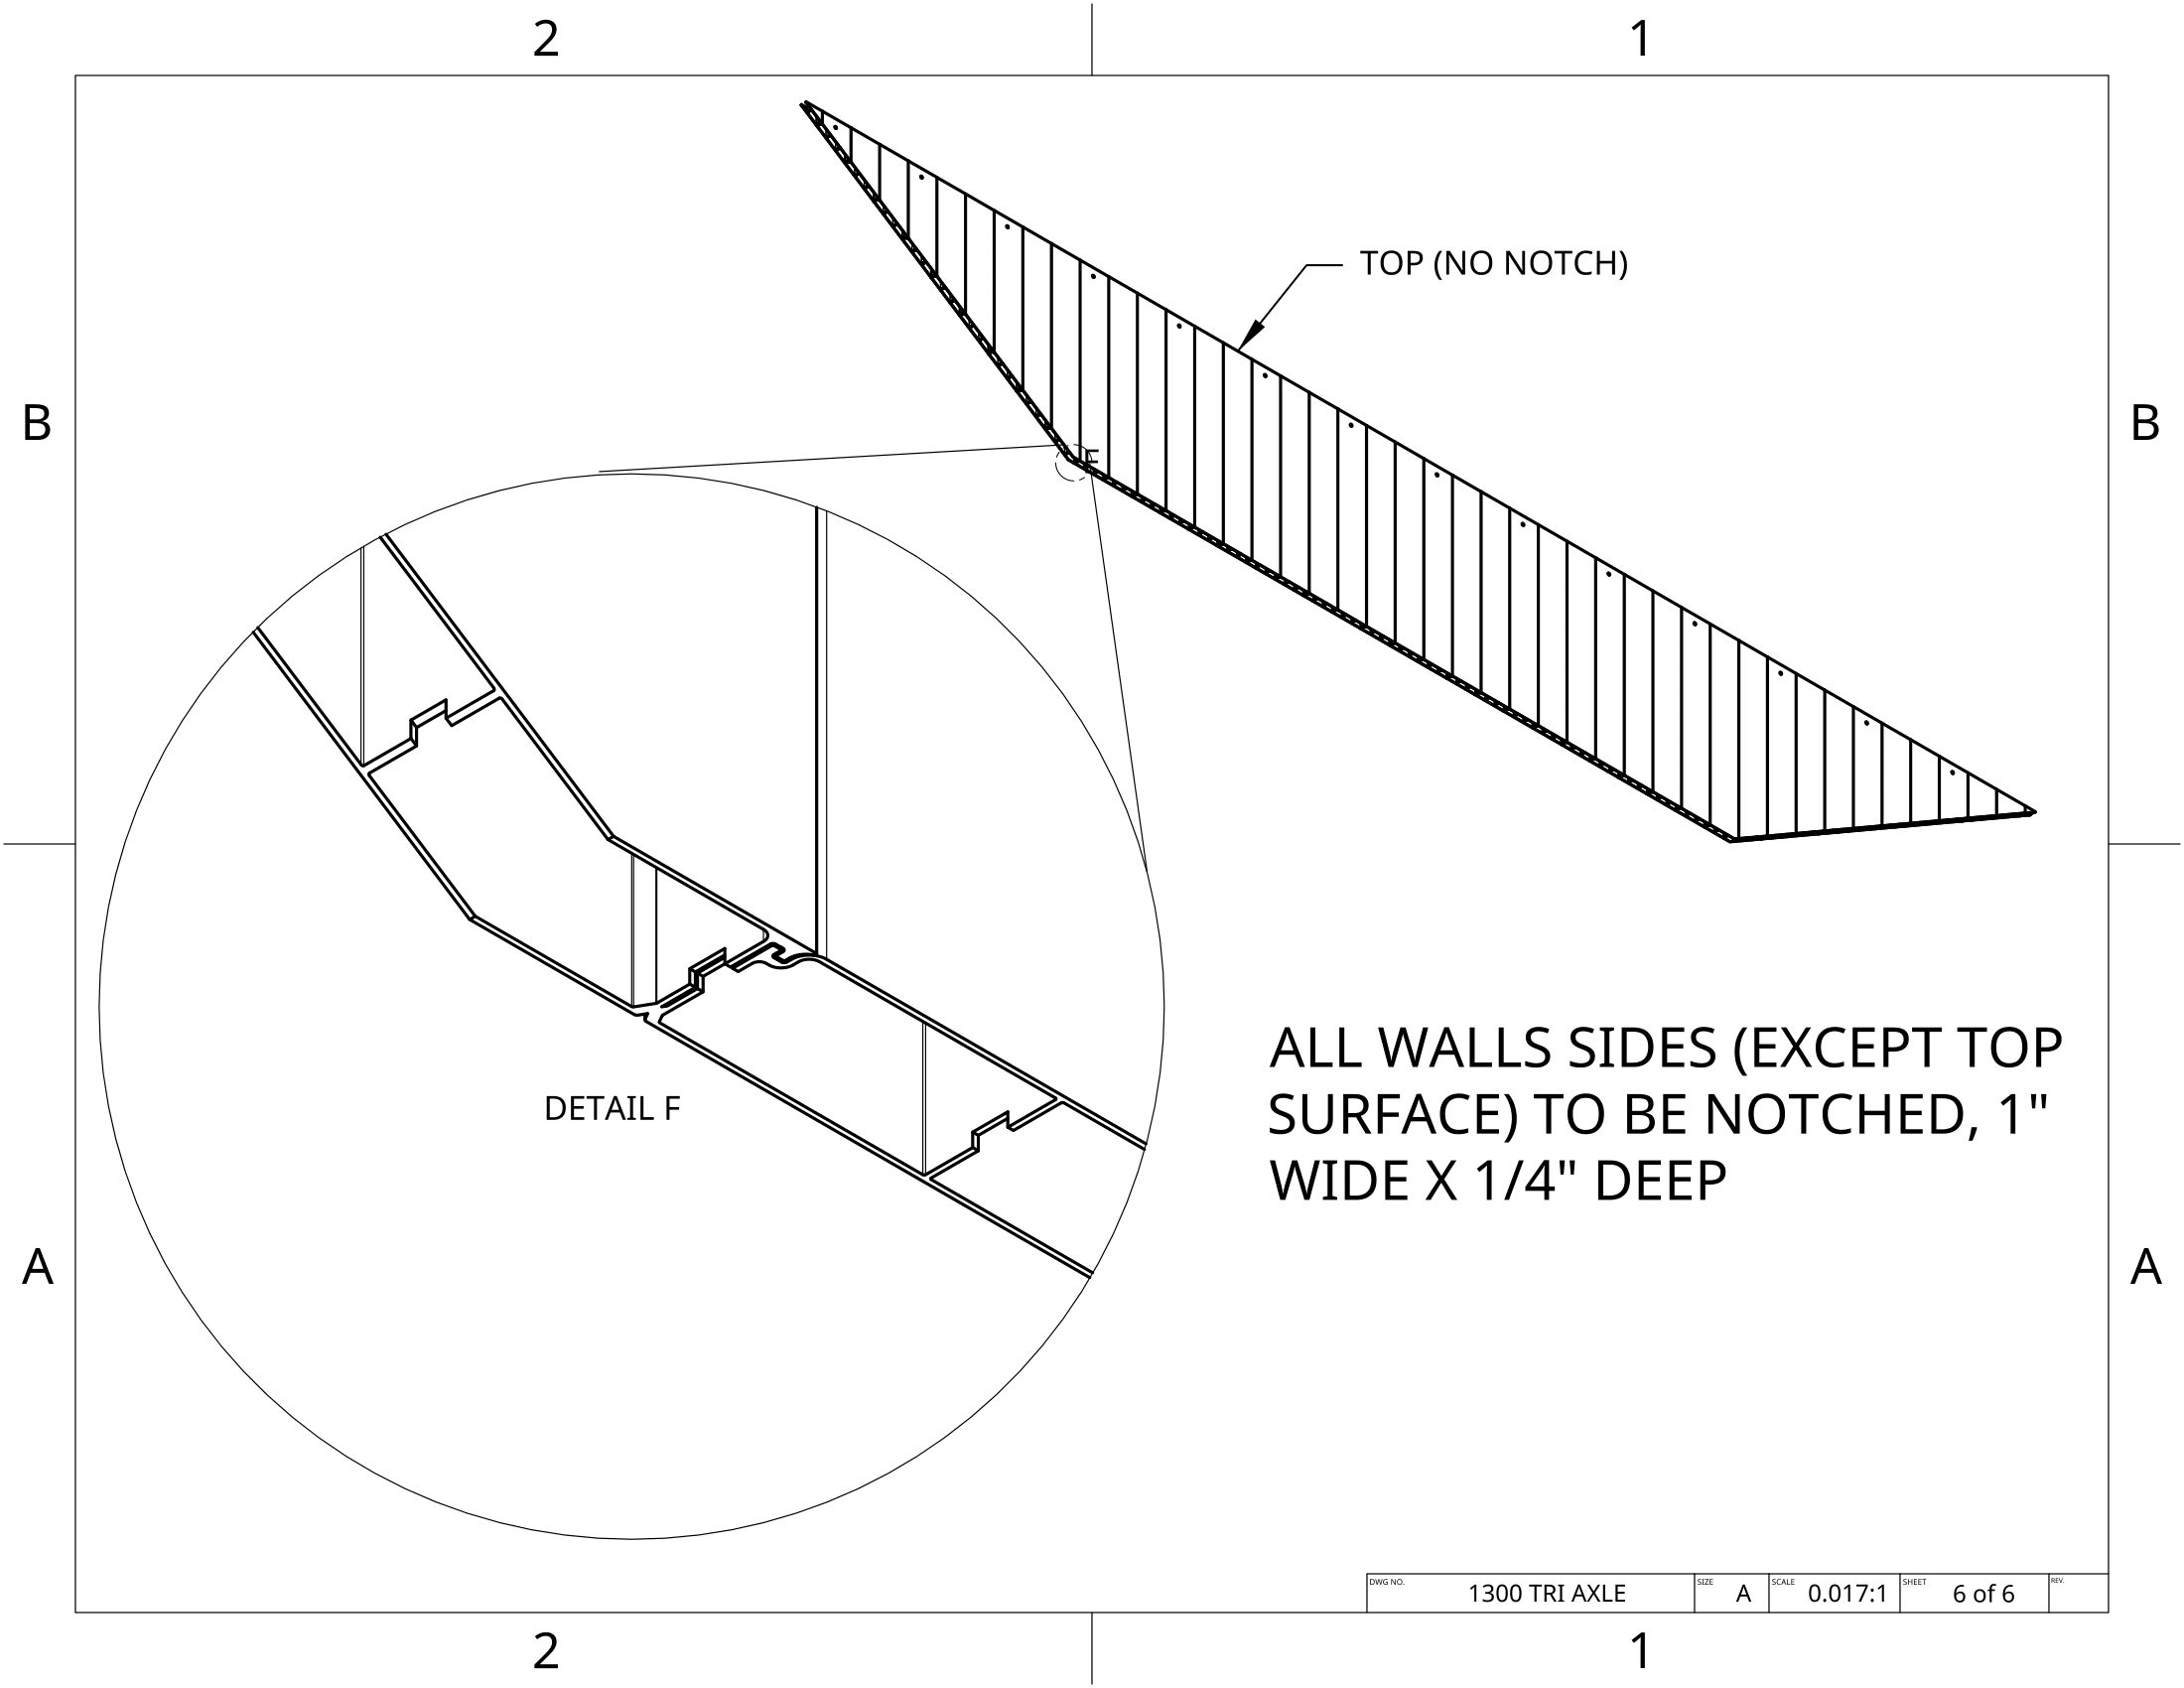 2 1
B B
TOP (NO NOTCH)
F
DETAIL F
ALL WALLS SIDES (EXCEPT TOP
SURFACE) TO BE NOTCHED, 1"
WIDE X 1/4" DEEP
A A
DWG NO. 1300 TRI AXLE SIZE A SCALE 0.017:1 SHEET 6 of 6 REV.
2 1